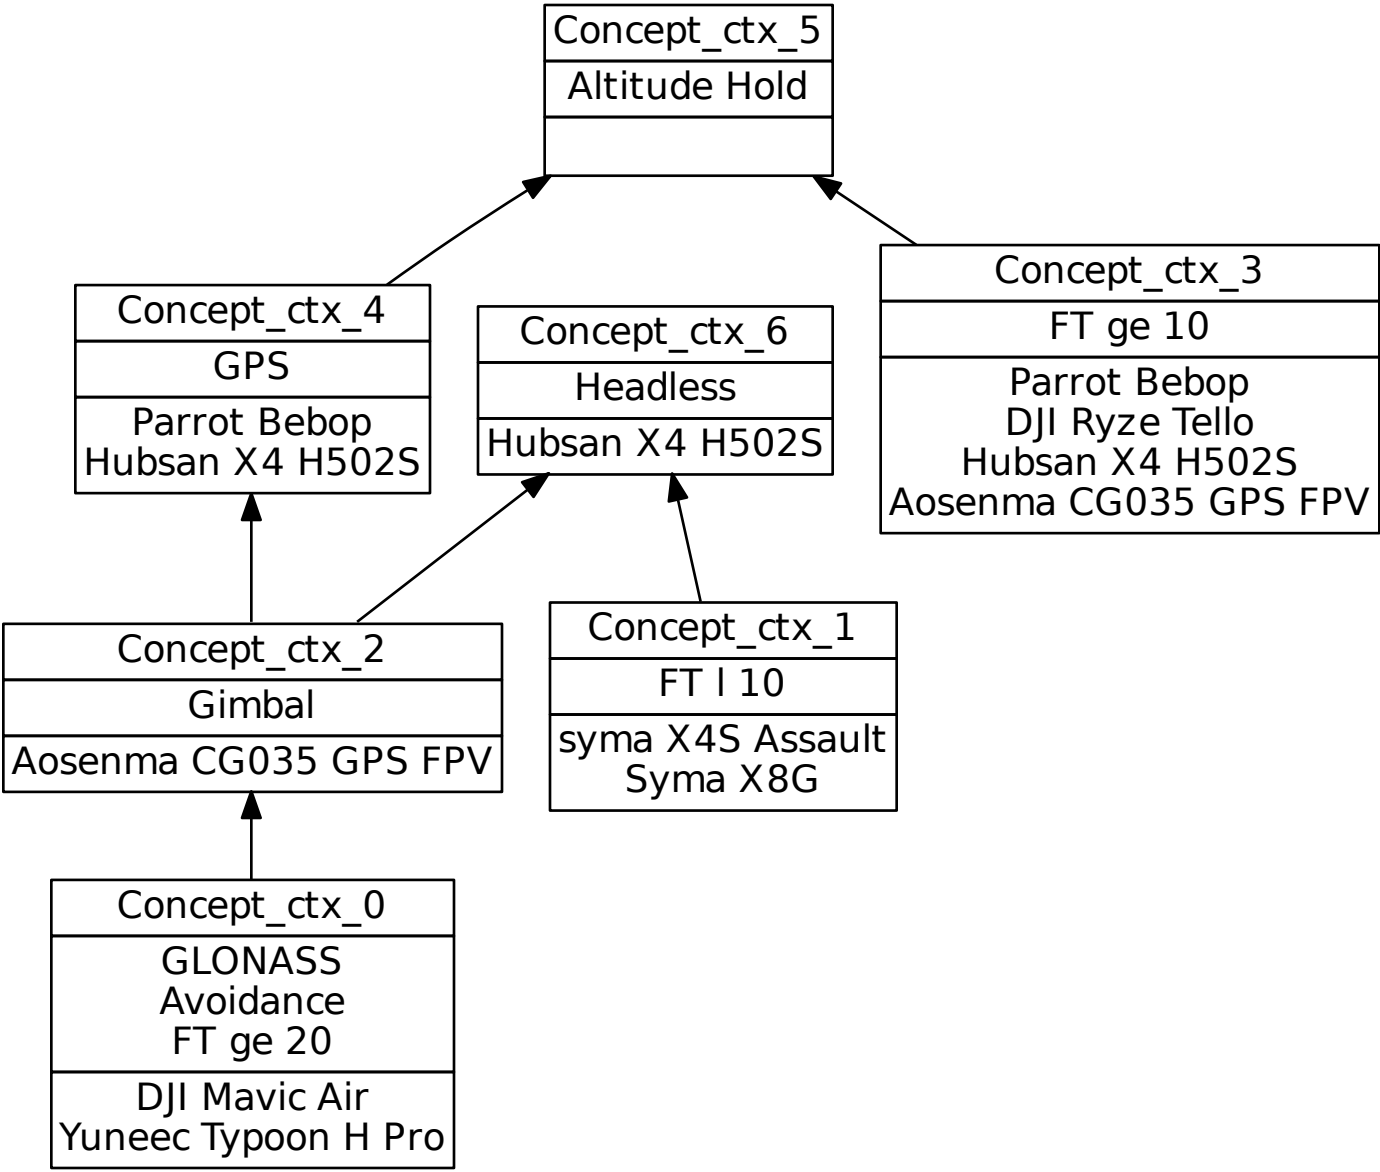 Concept_ctx_5
Altitude Hold
Concept_ctx_4
GPS
Parrot Bebop
Hubsan X4 H502S
Concept_ctx_6
Headless
Hubsan X4 H502S
Concept_ctx_3
FT ge 10
Parrot Bebop
DJI Ryze Tello
Hubsan X4 H502S
Aosenma CG035 GPS FPV
Concept_ctx_2
Gimbal
Aosenma CG035 GPS FPV
Concept_ctx_1
FT l 10
syma X4S Assault
Syma X8G
Concept_ctx_0
GLONASS
Avoidance
FT ge 20
DJI Mavic Air
Yuneec Typoon H Pro